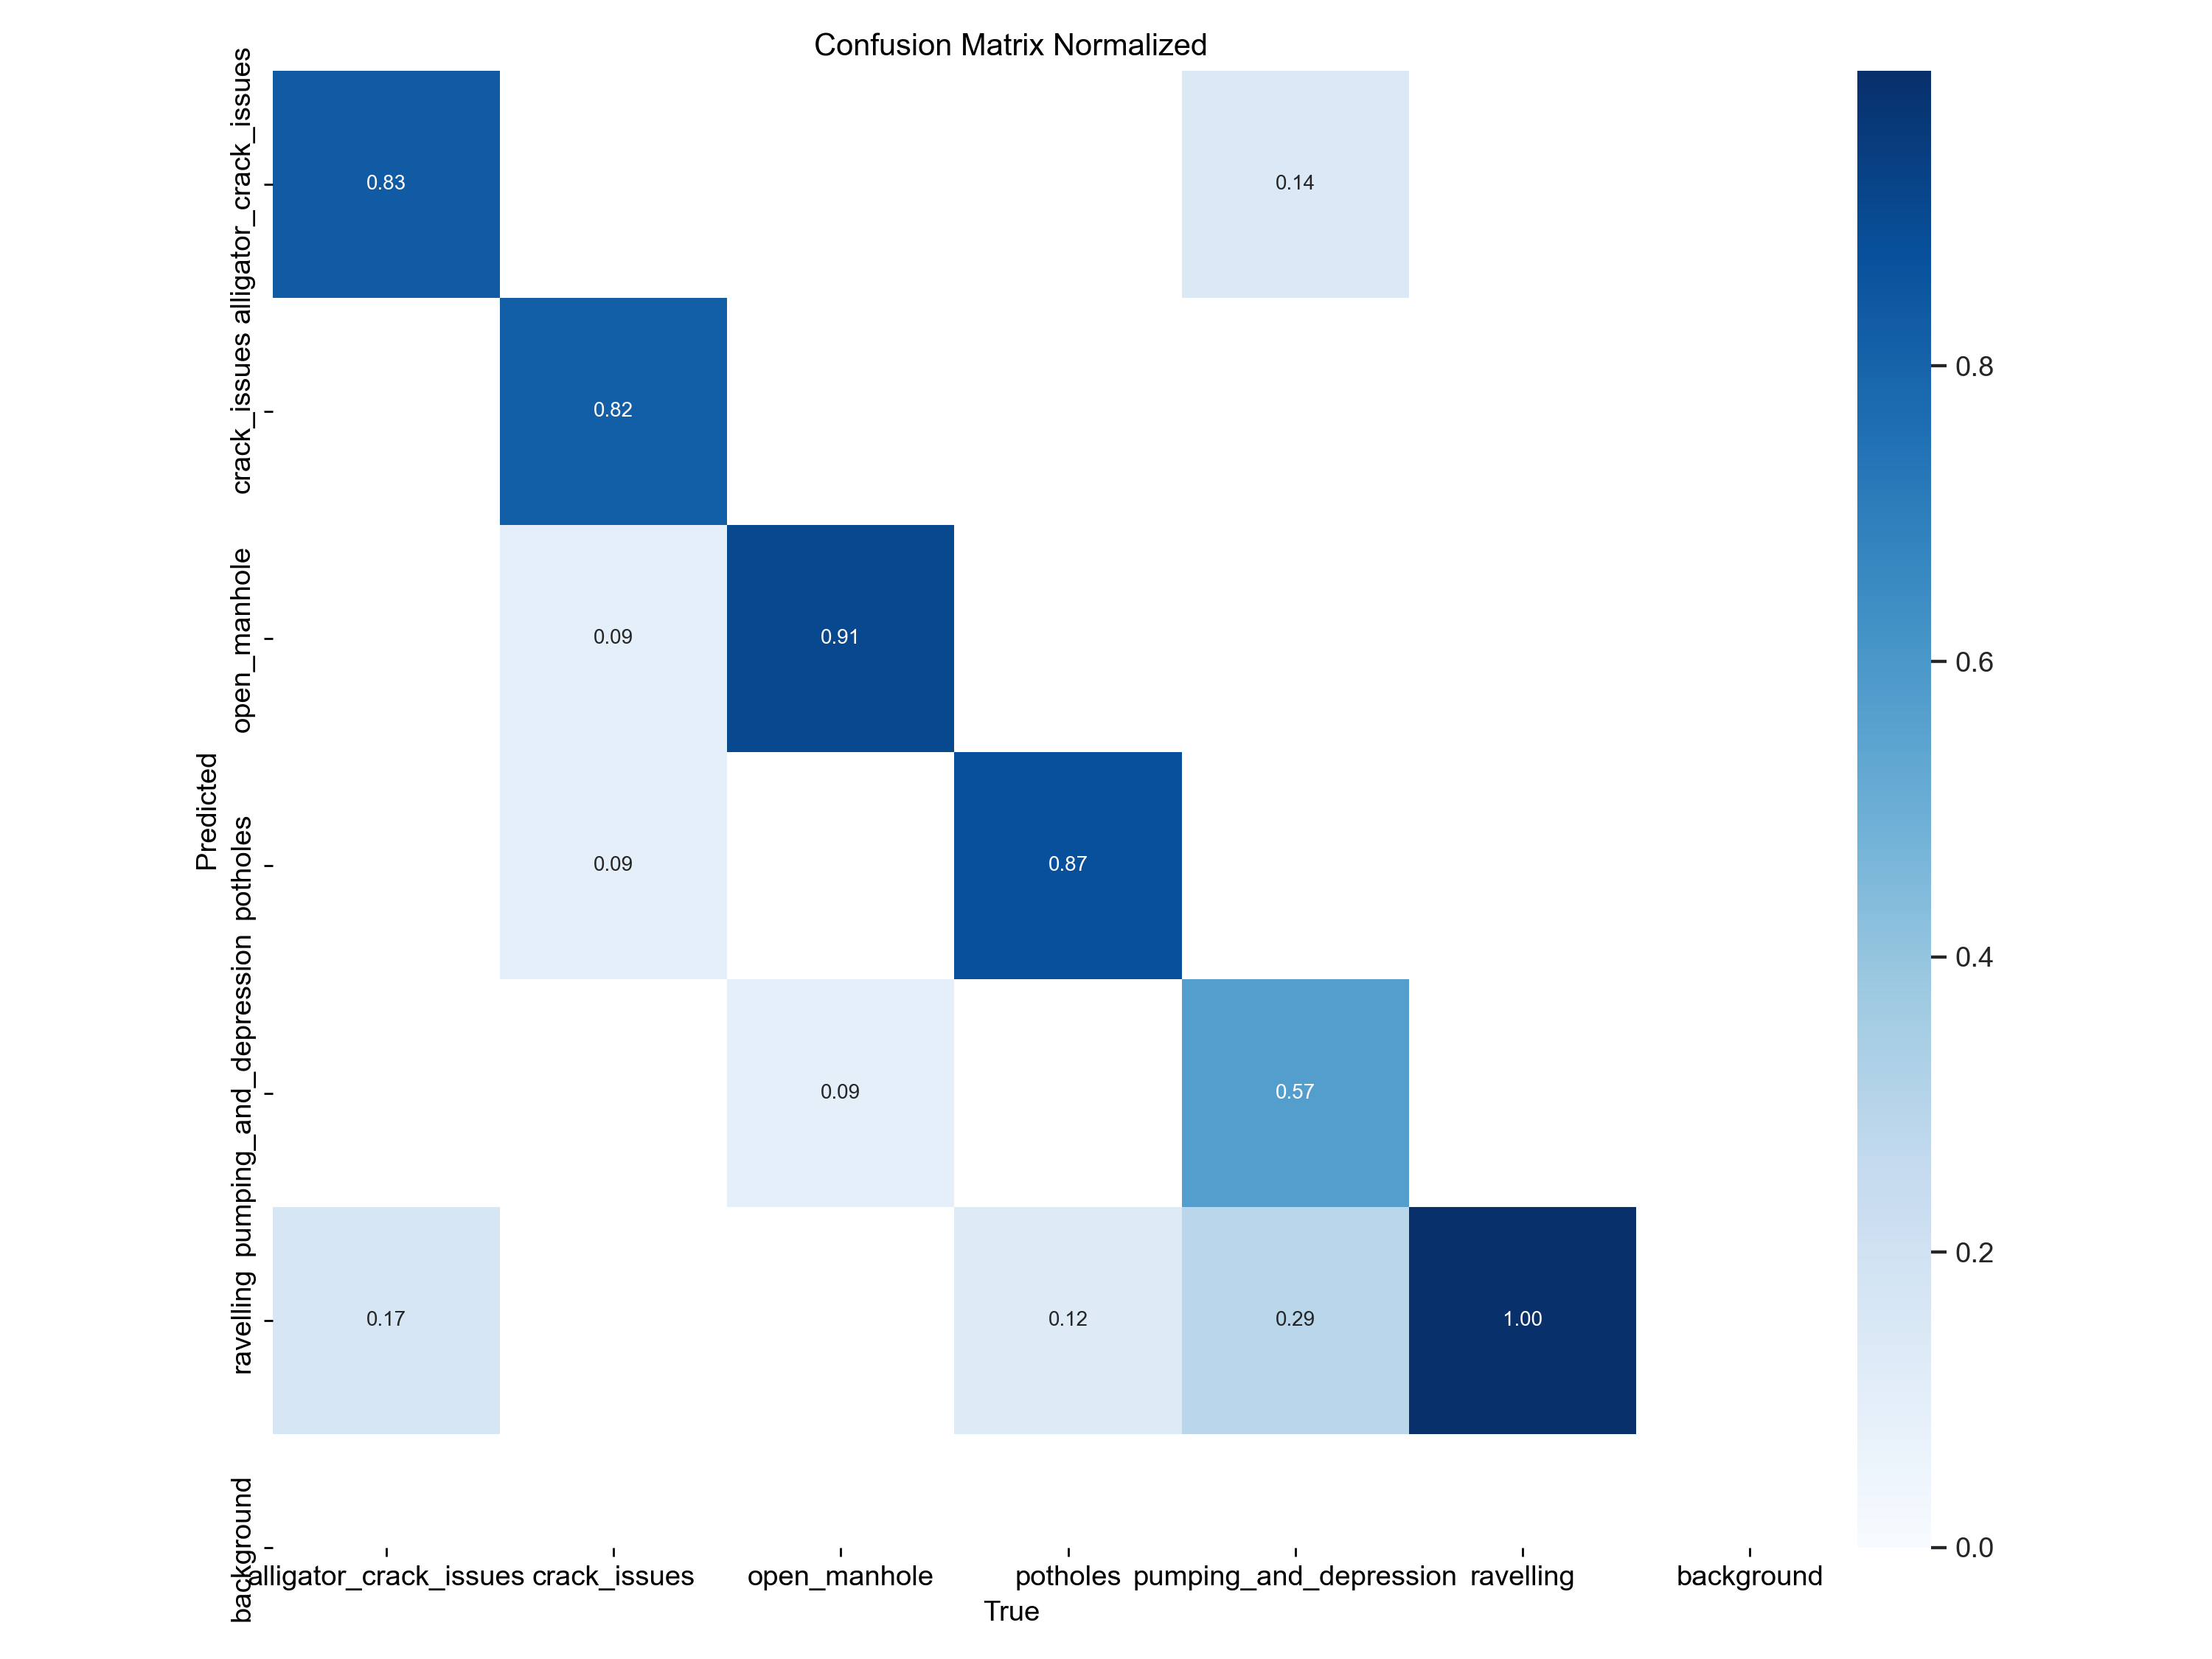 Confusion Matrix Normalized
alligator_crack_issues
0.83
0.14
crack_issues
0.82
open_manhole
0.09
0.91
potholes
0.09
0.87
pumping_and_depression
0.09
0.57
ravelling
0.17
0.12
0.29
1.00
background
Predicted
alligator_crack_issues
crack_issues
open_manhole
potholes
pumping_and_depression
ravelling
background
True
0.8
0.6
0.4
0.2
0.0